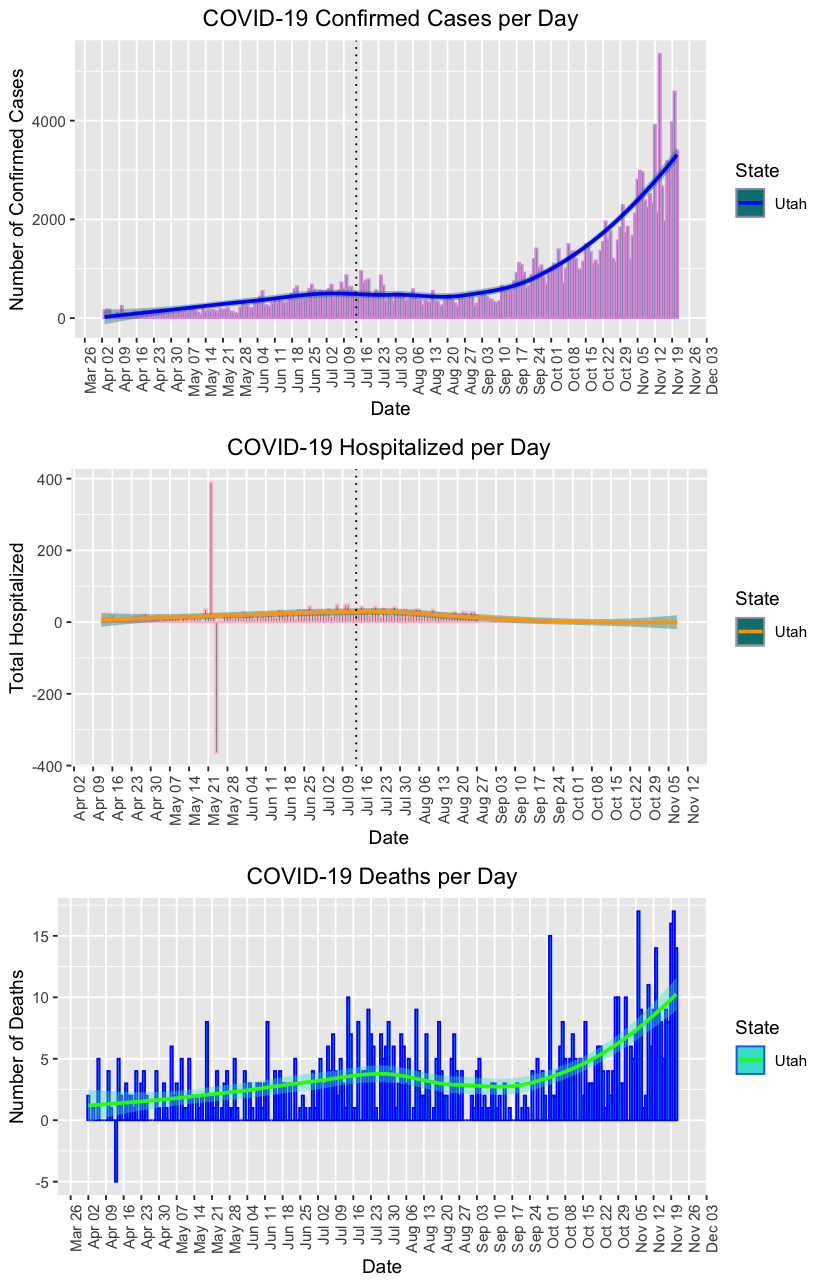 COVID-19 Confirmed Cases per Day
Number of Confirmed Cases
4000
2000
0
Mar 26
Apr 02
Apr 09
Apr 16
Apr 23
Apr 30
May 07
May 14
May 21
May 28
Jun 04
Jun 11
Jun 18
Jun 25
Jul 02
Jul 09
Jul 16
Jul 23
Jul 30
Aug 06
Aug 13
Aug 20
Aug 27
Sep 03
Sep 10
Sep 17
Sep 24
Oct 01
Oct 08
Oct 15
Oct 22
Oct 29
Nov 05
Nov 12
Nov 19
Nov 26
Dec 03
Date
State
Utah
COVID-19 Hospitalized per Day
Total Hospitalized
400
200
0
-200
-400
Apr 02
Apr 09
Apr 16
Apr 23
Apr 30
May 07
May 14
May 21
May 28
Jun 04
Jun 11
Jun 18
Jun 25
Jul 02
Jul 09
Jul 16
Jul 23
Jul 30
Aug 06
Aug 13
Aug 20
Aug 27
Sep 03
Sep 10
Sep 17
Sep 24
Oct 01
Oct 08
Oct 15
Oct 22
Oct 29
Nov 05
Nov 12
Date
State
Utah
COVID-19 Deaths per Day
Number of Deaths
15
10
5
0
-5
Mar 26
Apr 02
Apr 09
Apr 16
Apr 23
Apr 30
May 07
May 14
May 21
May 28
Jun 04
Jun 11
Jun 18
Jun 25
Jul 02
Jul 09
Jul 16
Jul 23
Jul 30
Aug 06
Aug 13
Aug 20
Aug 27
Sep 03
Sep 10
Sep 17
Sep 24
Oct 01
Oct 08
Oct 15
Oct 22
Oct 29
Nov 05
Nov 12
Nov 19
Nov 26
Dec 03
Date
State
Utah